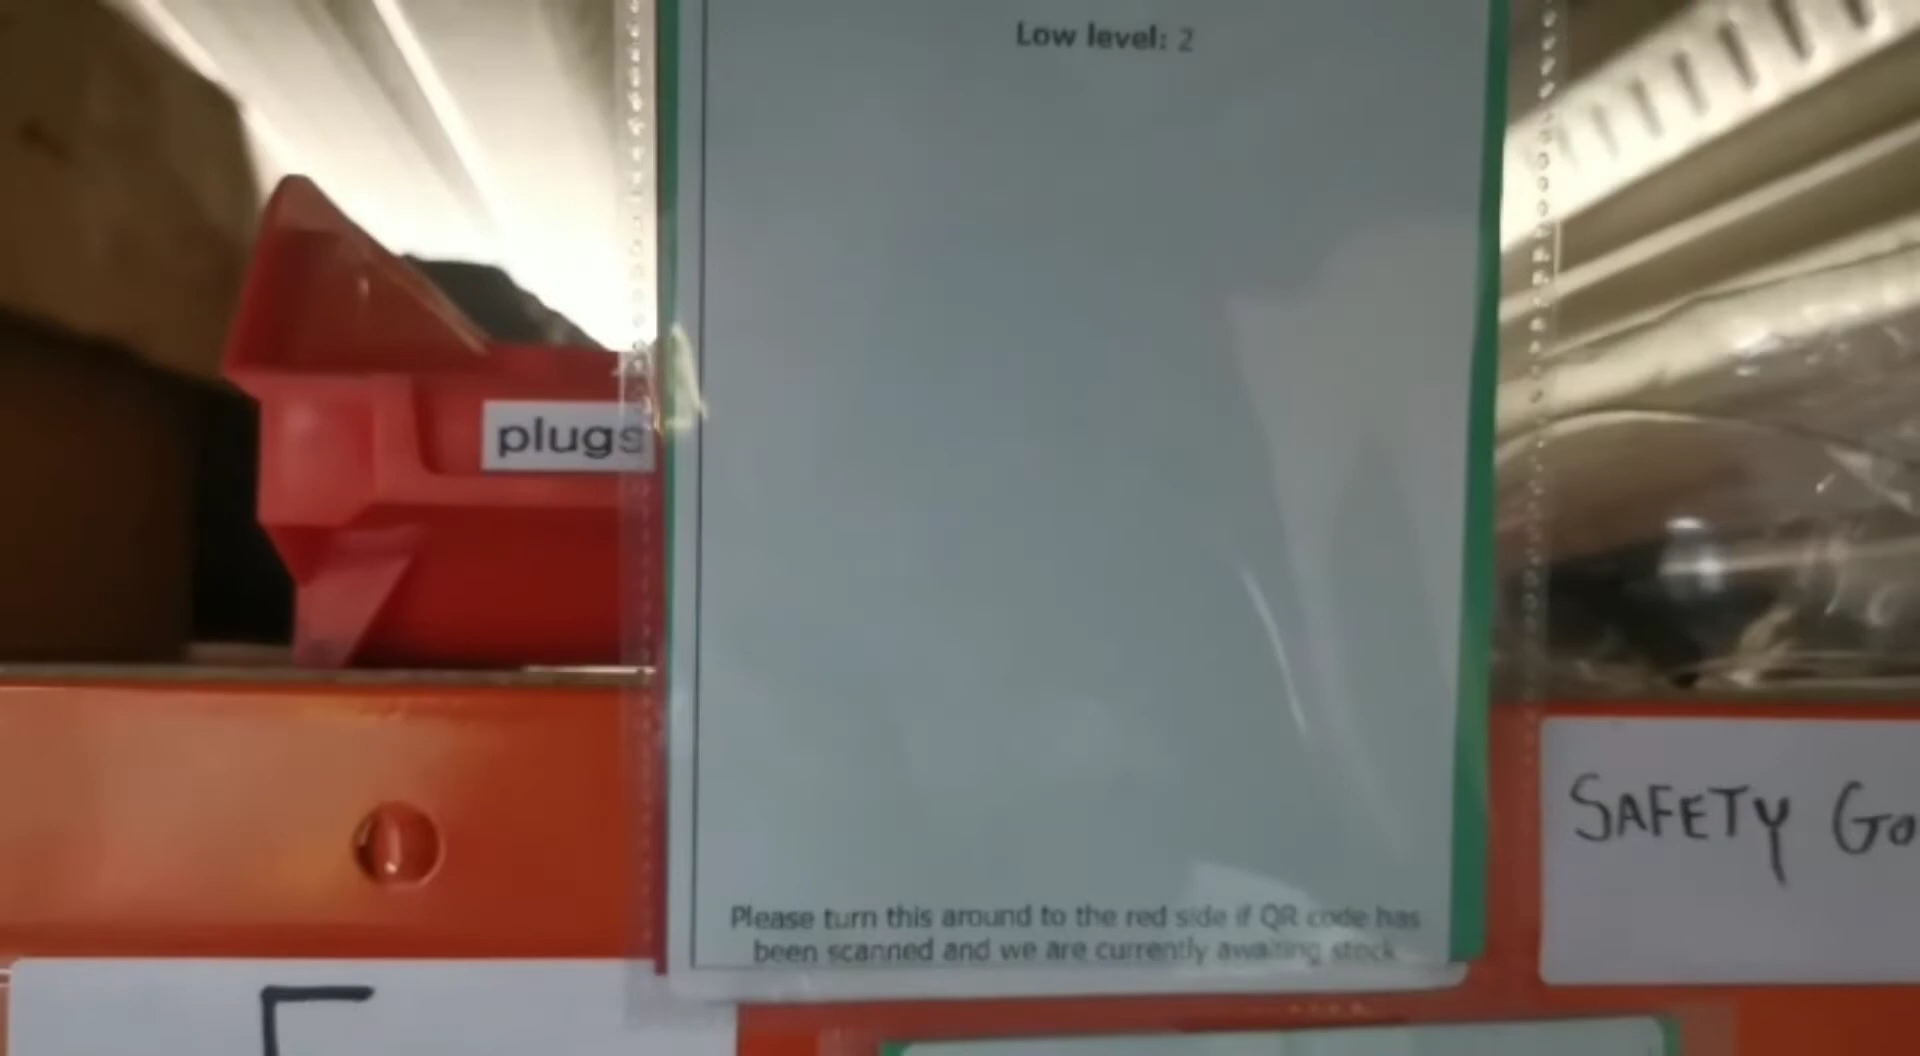 Low level: 2
plugs
SAFETY Go
Please turn this around to the red side if QR code has
been scanned and we are currently awaiting stock